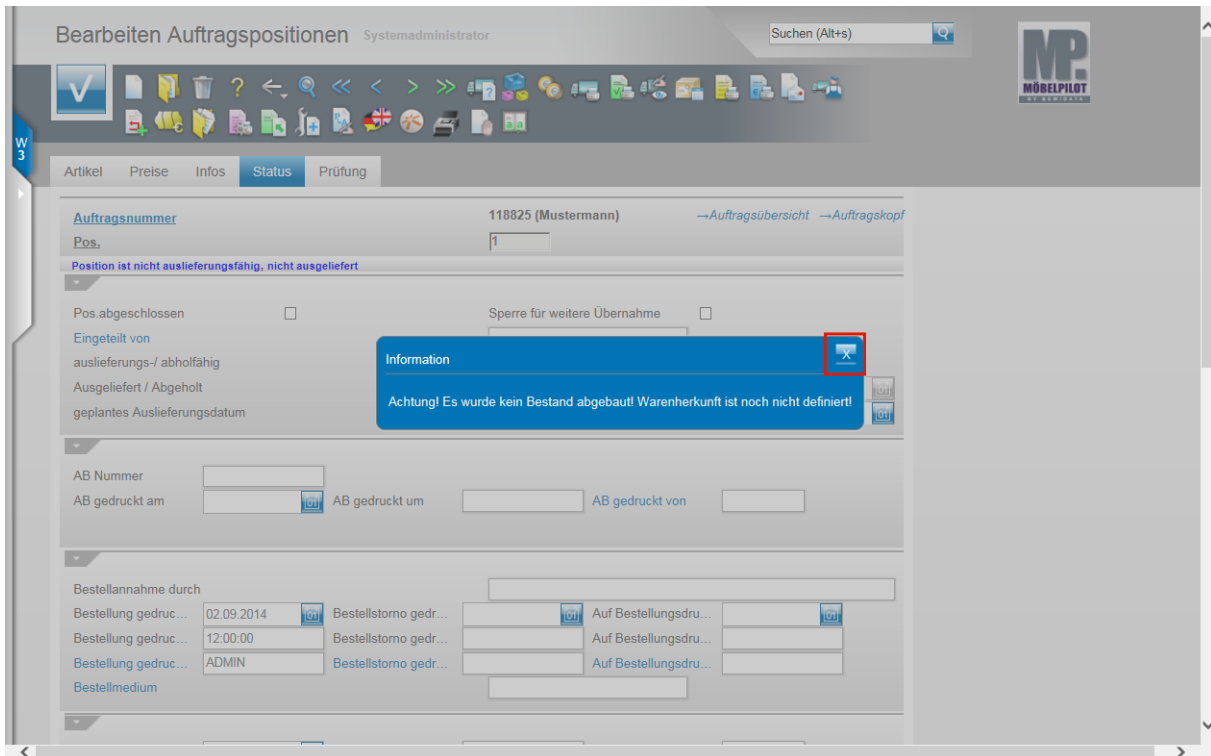 Bearbeiten Auftragspositionen Systemadministrator Suchen (Alt+s)
MP.
MÖBELPILOT
BY DEMIDATA
W
3
Artikel Preise Infos Status Prüfung
Auftragsnummer 118825 (Mustermann) →Auftragsübersicht →Auftragskopf
Pos. 1
Position ist nicht auslieferungsfähig, nicht ausgeliefert
Pos.abgeschlossen Sperre für weitere Übernahme
Eingeteilt von
auslieferungs-/ abholfähig
Ausgeliefert / Abgeholt
geplantes Auslieferungsdatum
Information X
Achtung! Es wurde kein Bestand abgebaut! Warenherkunft ist noch nicht definiert!
AB Nummer
AB gedruckt am AB gedruckt um AB gedruckt von
Bestellannahme durch
Bestellung gedruc... 02.09.2014 Bestellstorno gedr... Auf Bestellungsdru...
Bestellung gedruc... 12:00:00 Bestellstorno gedr... Auf Bestellungsdru...
Bestellung gedruc... ADMIN Bestellstorno gedr... Auf Bestellungsdru...
Bestellmedium